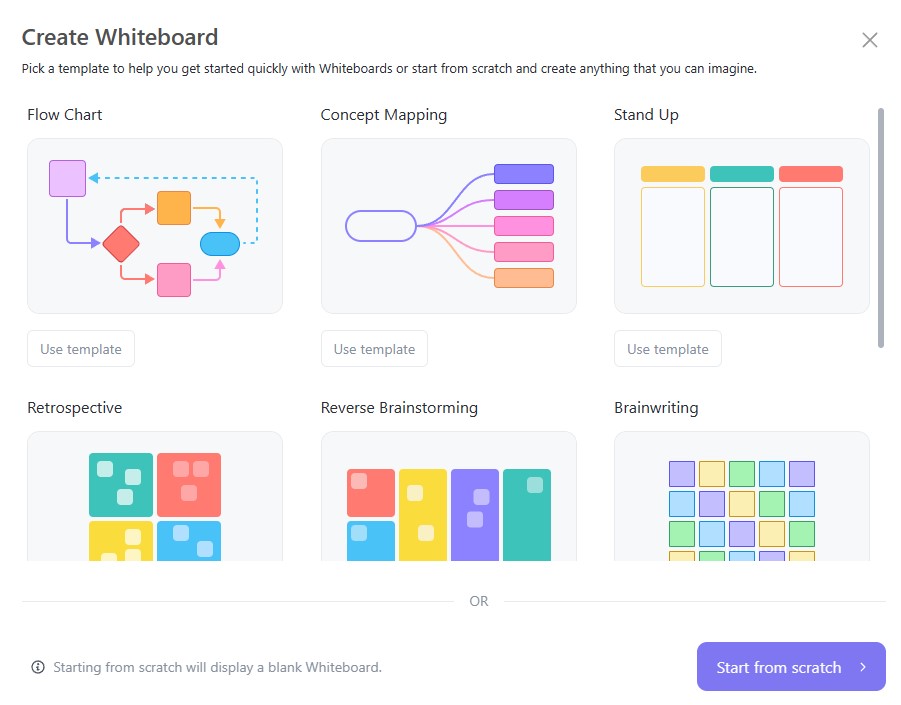 Create Whiteboard
Pick a template to help you get started quickly with Whiteboards or start from scratch and create anything that you can imagine.
Flow Chart
Concept Mapping
Stand Up
Use template
Use template
Use template
Retrospective
Reverse Brainstorming
Brainwriting
OR
Starting from scratch will display a blank Whiteboard.
Start from scratch